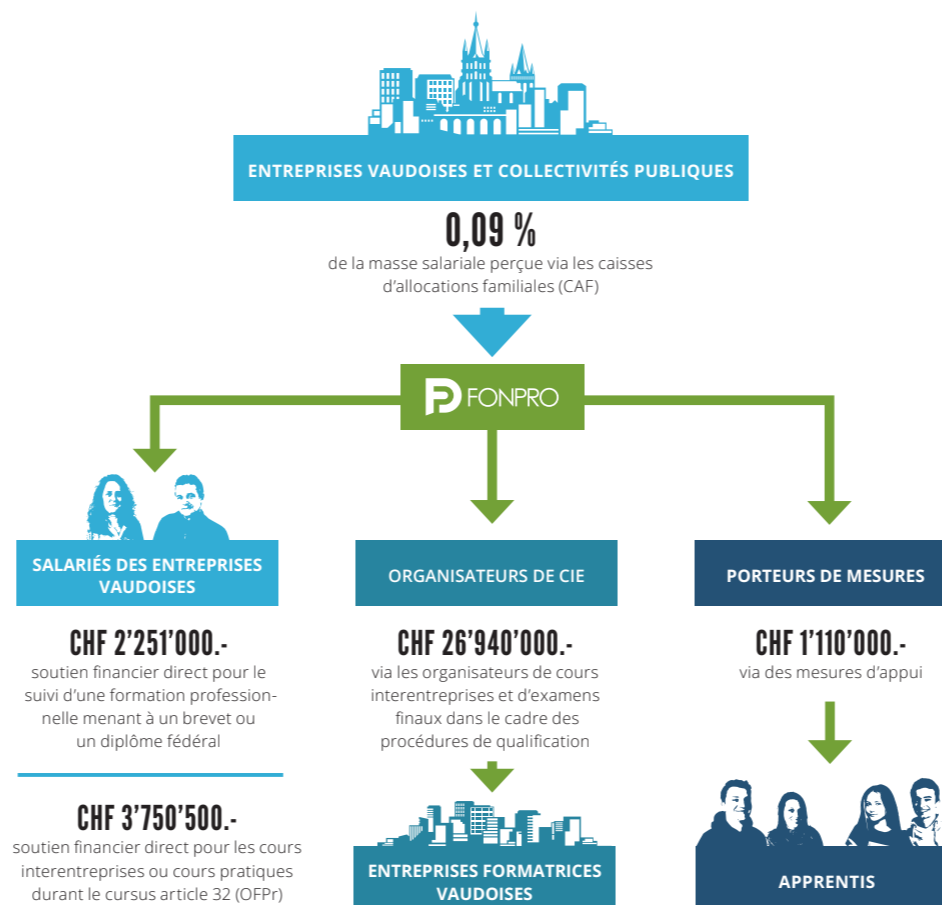 ENTREPRISES VAUDOISES ET COLLECTIVITÉS PUBLIQUES
0,09 %
de la masse salariale perçue via les caisses
d'allocations familiales (CAF)
FONPRO
SALARIÉS DES ENTREPRISES
VAUDOISES
CHF 2'251'000.-
soutien financier direct pour le
suivi d'une formation profession-
nelle menant à un brevet ou
un diplôme fédéral
CHF 3'750'500.-
soutien financier direct pour les cours
interentreprises ou cours pratiques
durant le cursus article 32 (OFPr)
ORGANISATEURS DE CIE
CHF 26'940'000.-
via les organisateurs de cours
interentreprises et d'examens
finaux dans le cadre des
procédures de qualification
ENTREPRISES FORMATRICES
VAUDOISES
PORTEURS DE MESURES
CHF 1'110'000.-
via des mesures d'appui
APPRENTIS